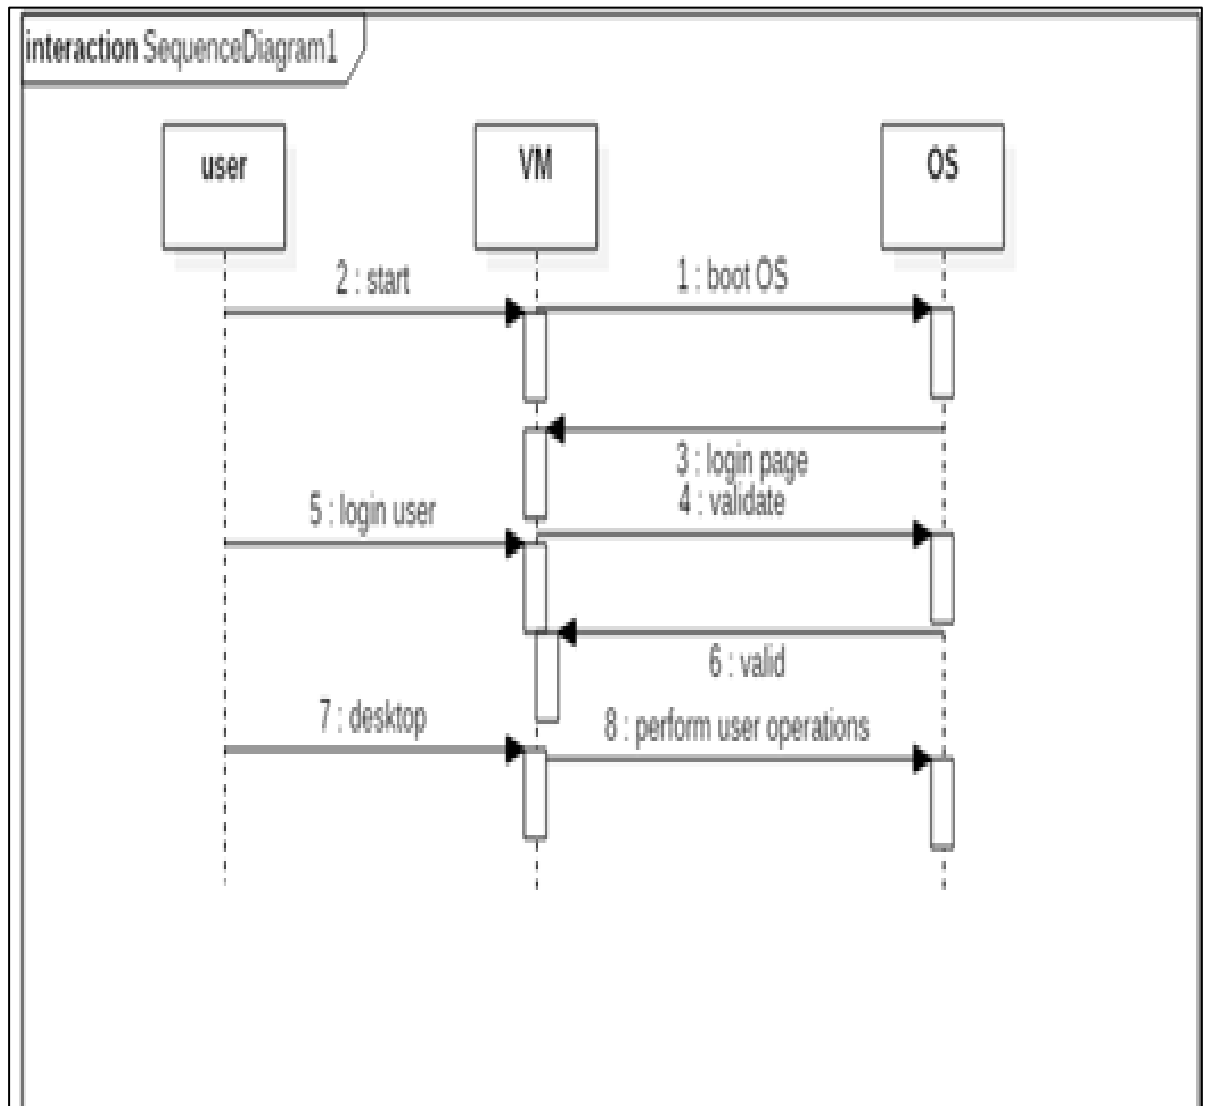 interaction SequenceDiagram1
user
VM
OS
2 : start
1 : boot OS
3 : login page
4 : validate
5 : login user
6 : valid
7 : desktop
8 : perform user operations